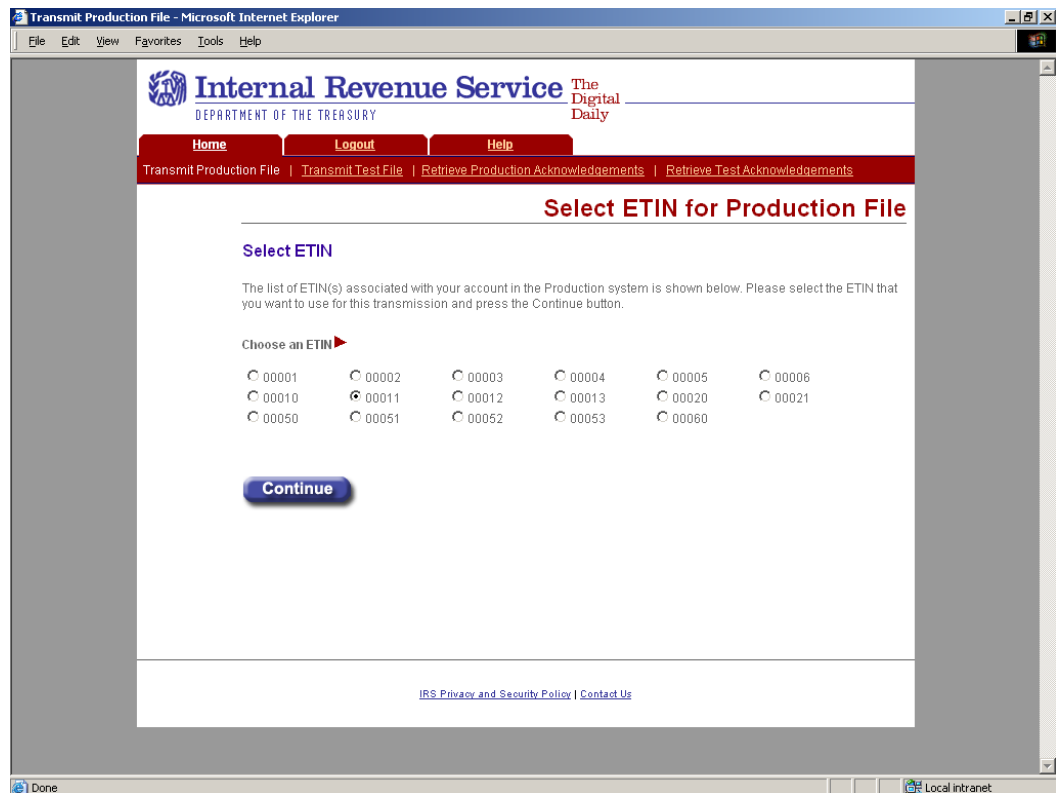 Transmit Production File - Microsoft Internet Explorer
File Edit View Favorites Tools Help
Internal Revenue Service
DEPARTMENT OF THE TREASURY
The
Digital
Daily
Home Logout Help
Transmit Production File | Transmit Test File | Retrieve Production Acknowledgements | Retrieve Test Acknowledgements
Select ETIN for Production File
Select ETIN
The list of ETIN(s) associated with your account in the Production system is shown below. Please select the ETIN that
you want to use for this transmission and press the Continue button.
Choose an ETIN
00001 00002 00003 00004 00005 00006
00010 00011 00012 00013 00020 00021
00050 00051 00052 00053 00060
Continue
IRS Privacy and Security Policy | Contact Us
Done
Local intranet